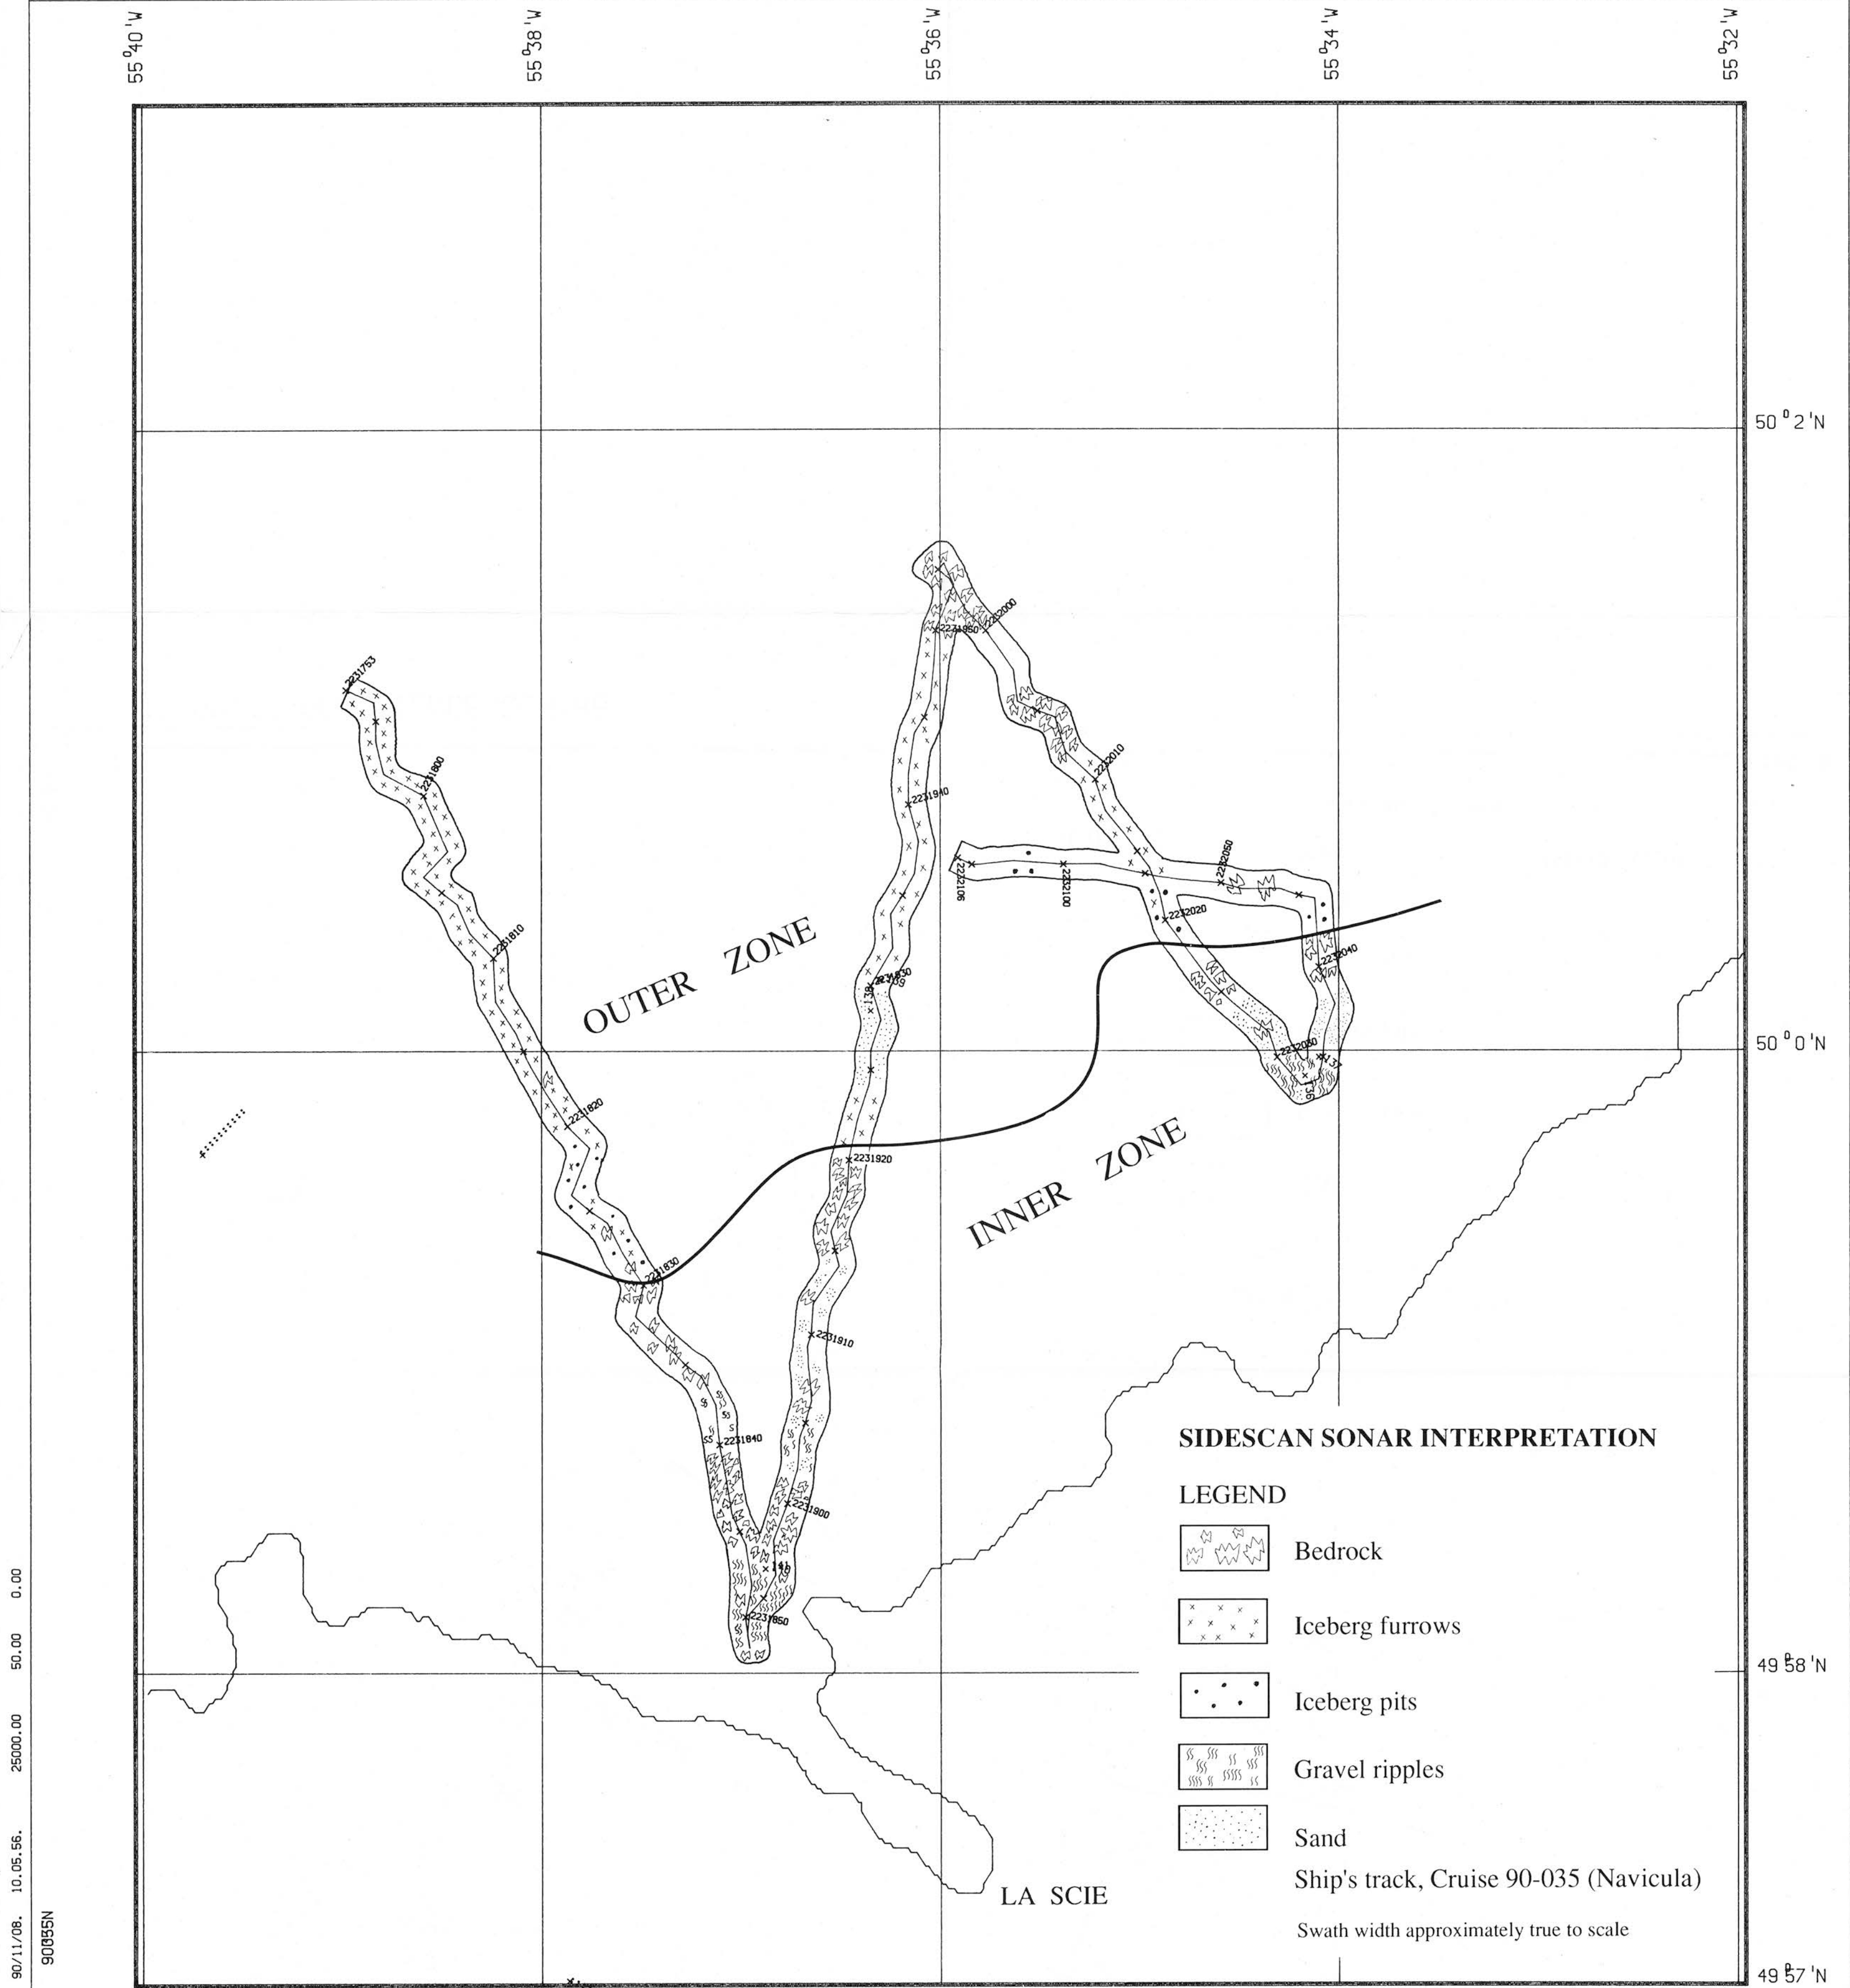 55°40'W
55°38'W
55°36'W
55°34'W
55°32'W
50°2'N
2232000
2231950
2231753
2232010
2231800
2231940
2232050
2232106
2232100
2232020
2231810
2232040
OUTER ZONE
138
50°0'N
137
136
2231820
2231920
INNER ZONE
2231830
2231910
SIDESCAN SONAR INTERPRETATION
2231840
LEGEND
2231900
Bedrock
2231850
Iceberg furrows
49°58'N
Iceberg pits
Gravel ripples
Sand
Ship's track, Cruise 90-035 (Navicula)
LA SCIE
Swath width approximately true to scale
49°57'N
90/11/08. 10.05.56. 25000.00 50.00 0.00